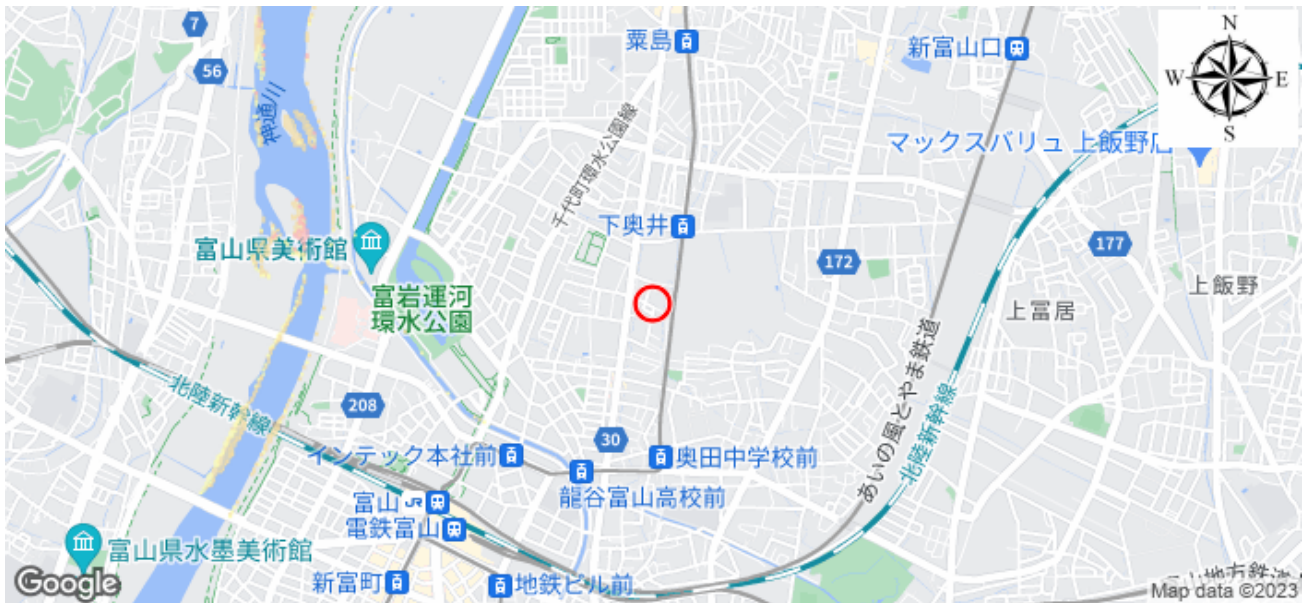 7
56
神通川
粟島
新富山口
N
W
E
S
マックスバリュ 上飯野店
千代町環水公園線
下奥井
富山県美術館
富岩運河
環水公園
172
177
上飯野
上冨居
あいの風とやま鉄道
北陸新幹線
北陸新幹線
208
30
インテック本社前
奥田中学校前
龍谷富山高校前
富山
JR
電鉄富山
富山県水墨美術館
新富町
地鉄ビル前
Google
Map data ©2023